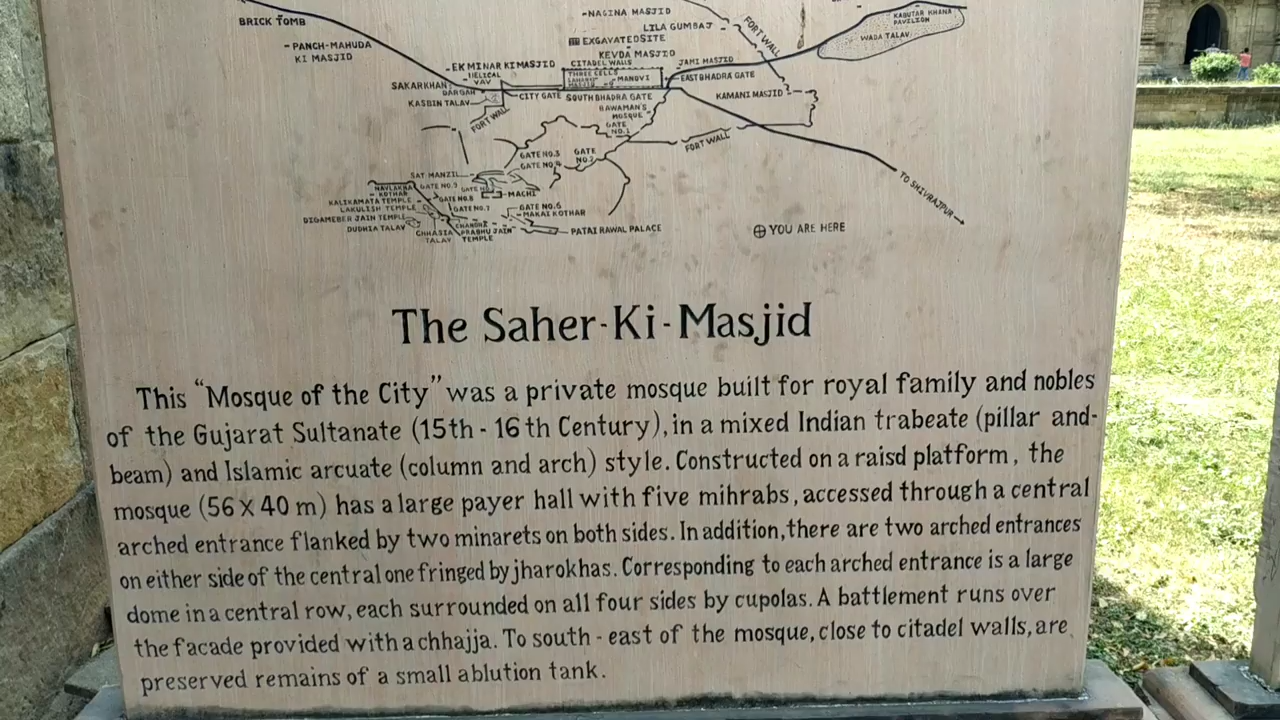 BRICK TOMB
-PANCH-MAHUDA
KI MASJID
-NAGINA MASJID
LILA GUMBAJ
FORT WALL
KABUTAR KHANA
PAVILION
WADA TALAV
EXGAVATEDSITE
KEVDA MASJID
CITADEL WALLS
JAMI MASJID
-EK MINAR KI MASJID
HELICAL
VAV
THREE CELLS
-MANDVI
EAST BHADRA GATE
SAKARKHAN
DARGAH
KASBIN TALAV
CITY GATE
SOUTH BHADRA GATE
KAMANI MASJID
FORT WALL
BAWAMAN'S
MOSQUE
GATE
NO.1
FORT WALL
GATE NO.3
GATE
NO.2
GATE NO.4
SAT MANZIL
TO SHIVRAJPUR
NAVLAKHA
KOTHAR
GATE NO.9
MACHI
KALIKAMATA TEMPLE
GATE NO.8
LAKULISH TEMPLE
GATE NO.7
GATE NO.6
-MAKAI KOTHAR
DIGAMEBER JAIN TEMPLE
DUDHIA TALAV
CHHASIA
TALAV
CHANDRA
PRABHU JAIN
TEMPLE
PATAI RAWAL PALACE
YOU ARE HERE
The Saher-Ki-Masjid
This "Mosque of the City" was a private mosque built for royal family and nobles
of the Gujarat Sultanate (15th - 16th Century), in a mixed Indian trabeate (pillar and-
beam) and Islamic arcuate (column and arch) style. Constructed on a raisd platform, the
mosque (56 x 40 m) has a large payer hall with five mihrabs, accessed through a central
arched entrance flanked by two minarets on both sides. In addition, there are two arched entrances
on either side of the central one fringed by jharokhas. Corresponding to each arched entrance is a large
dome in a central row, each surrounded on all four sides by cupolas. A battlement runs over
the facade provided with a chhajja. To south - east of the mosque, close to citadel walls, are
preserved remains of a small ablution tank.